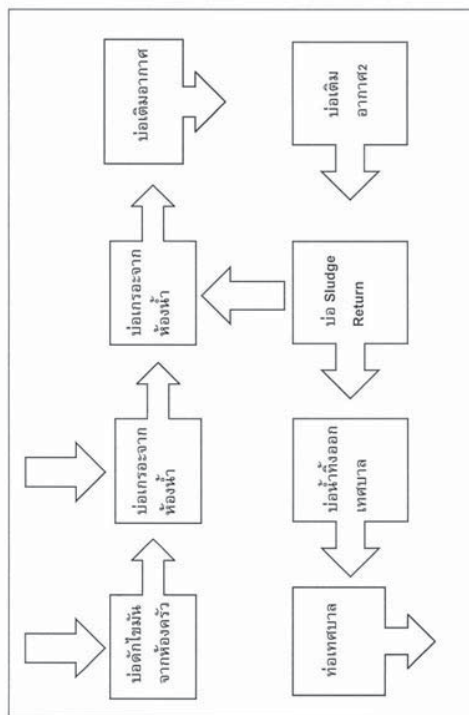 บ่อดักไขมัน
จากห้องครัว
บ่อเกรอะจาก
ห้องน้ำ
บ่อเกรอะจาก
ห้องน้ำ
บ่อเติมอากาศ
บ่อเติม
อากาศ2
บ่อ Sludge
Return
บ่อน้ำทิ้งออก
เทศบาล
ท่อเทศบาล